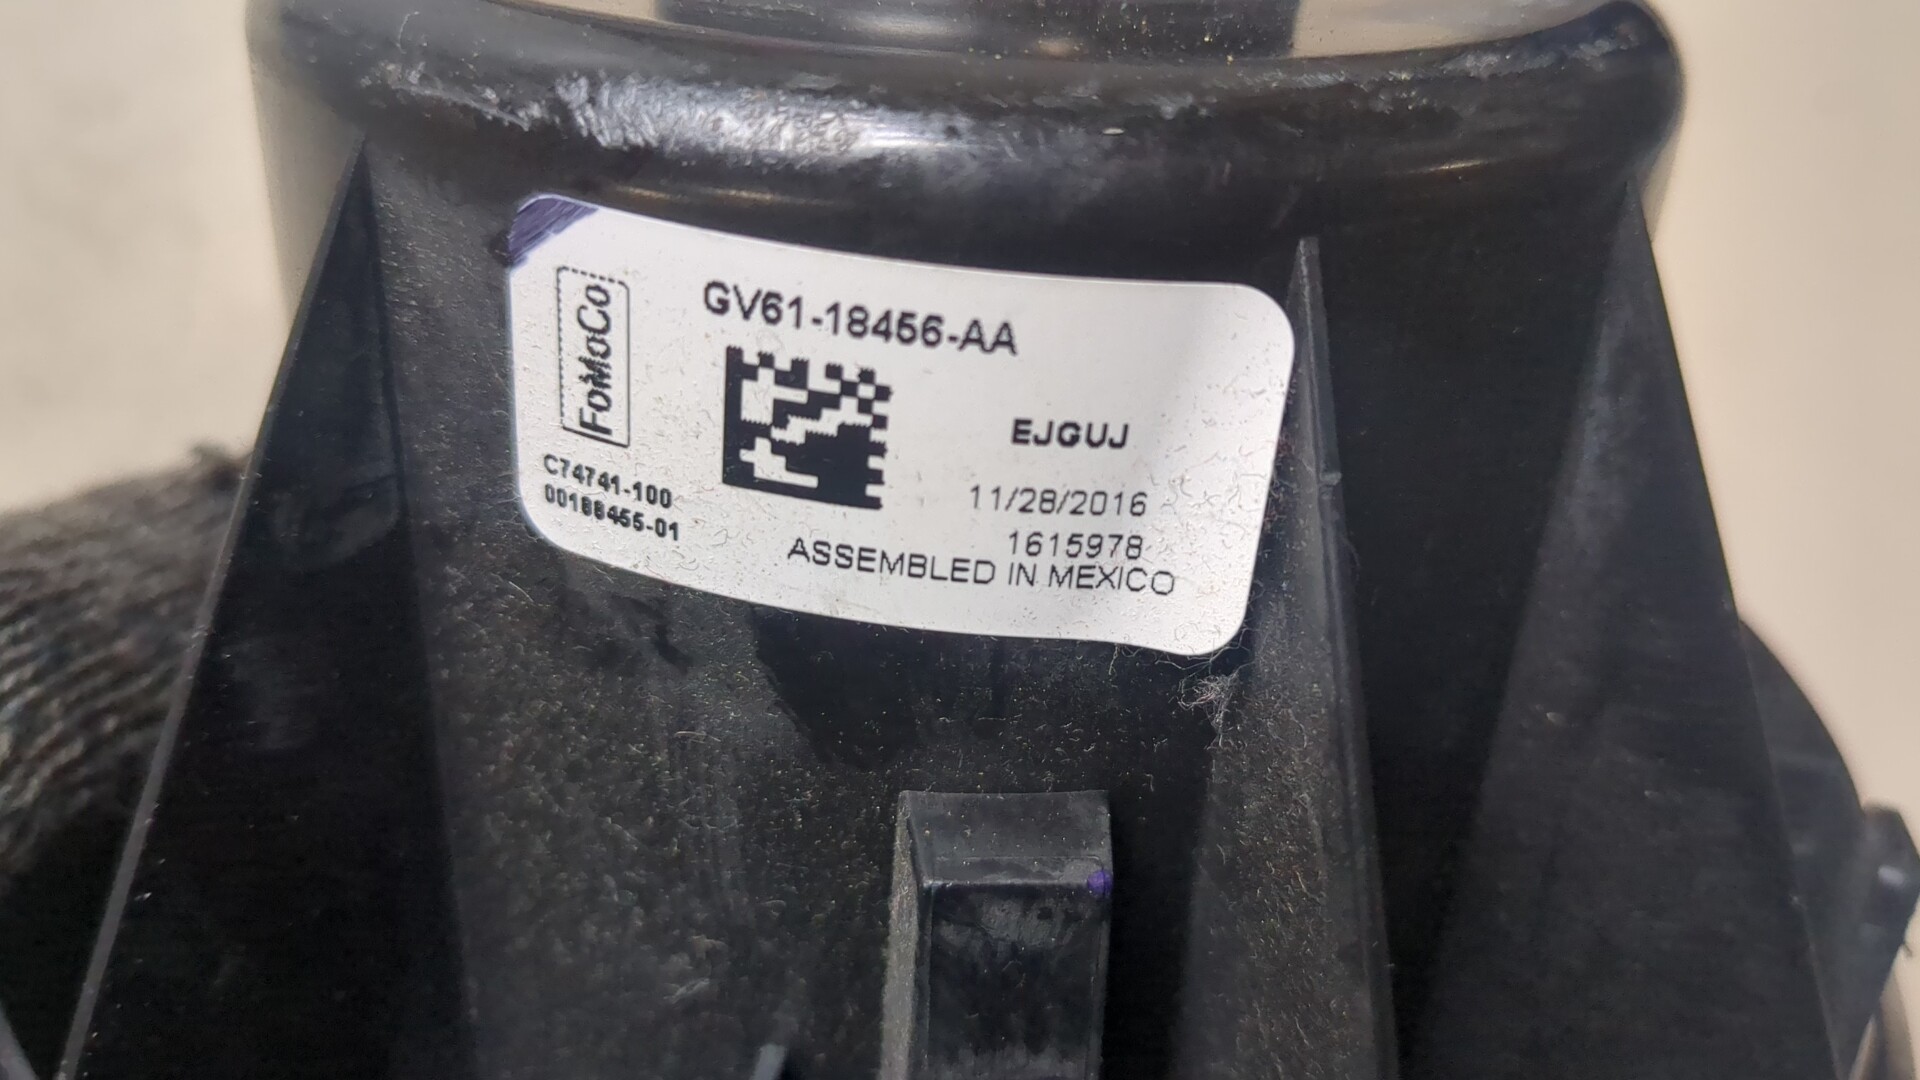 GV61-18456-AA
FoMoCo
EJGUJ
C74741-100
00188455-01
11/28/2016
1615978
ASSEMBLED IN MEXICO